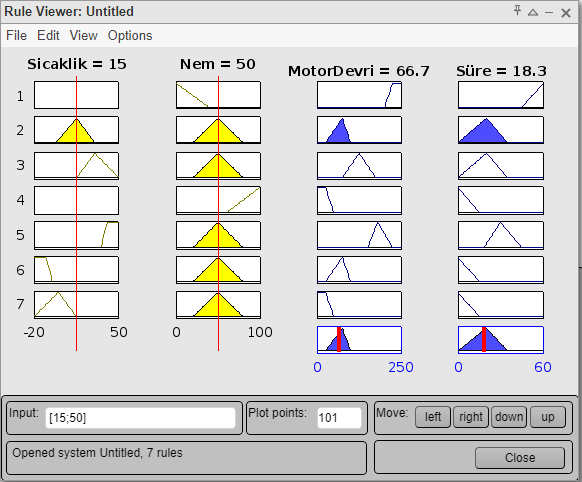 Rule Viewer: Untitled
File Edit View Options
Sicaklik = 15 Nem = 50 MotorDevri = 66.7 Süre = 18.3
1
2
3
4
5
6
7
-20 50 0 100
0 250 0 60
Input: [15;50] Plot points: 101 Move: left right down up
Opened system Untitled, 7 rules Close